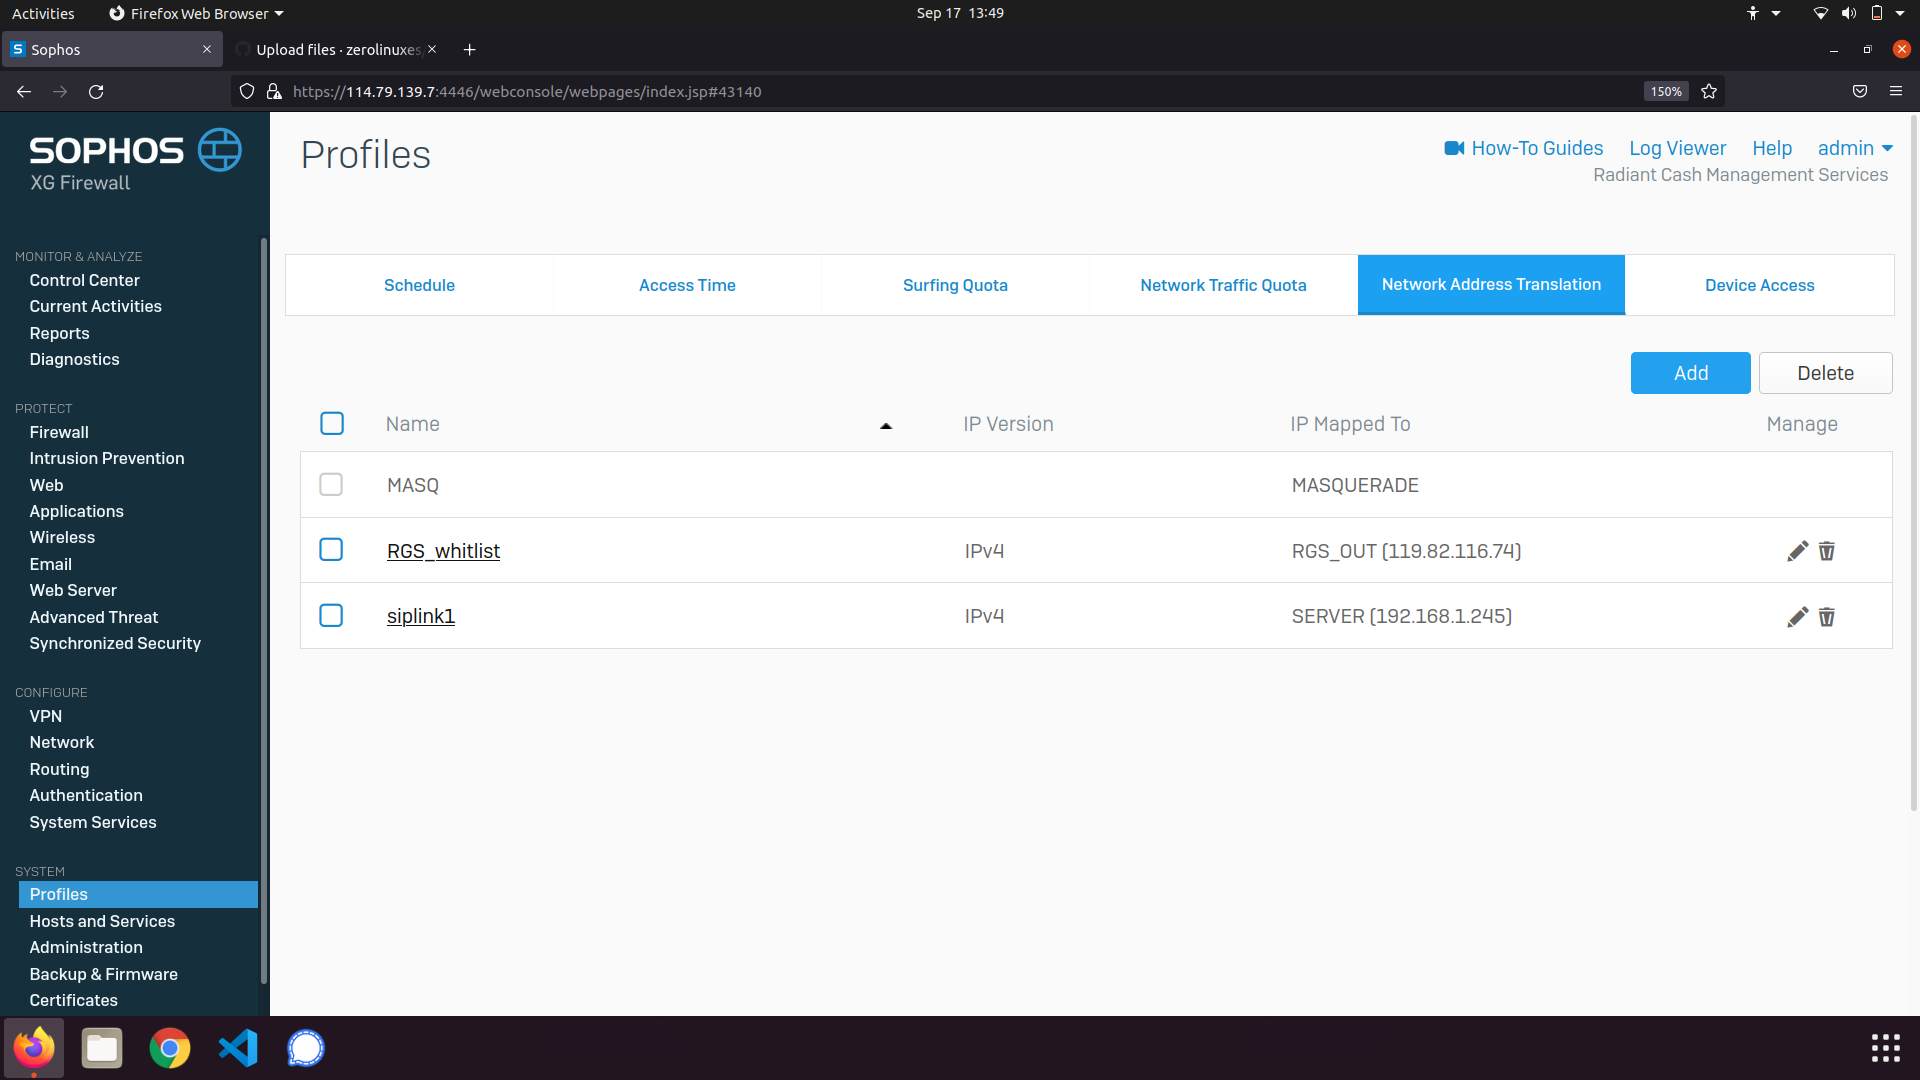 Activities
Firefox Web Browser
Sep 17 13:49
Sophos
Upload files · zerolinuxes
https://114.79.139.7:4446/webconsole/webpages/index.jsp#43140
150%
SOPHOS
XG Firewall
MONITOR & ANALYZE
Control Center
Current Activities
Reports
Diagnostics
PROTECT
Firewall
Intrusion Prevention
Web
Applications
Wireless
Email
Web Server
Advanced Threat
Synchronized Security
CONFIGURE
VPN
Network
Routing
Authentication
System Services
SYSTEM
Profiles
Hosts and Services
Administration
Backup & Firmware
Certificates
Profiles
How-To Guides Log Viewer Help admin
Radiant Cash Management Services
Schedule Access Time Surfing Quota Network Traffic Quota Network Address Translation Device Access
Add Delete
Name IP Version IP Mapped To Manage
MASQ MASQUERADE
RGS_whitlist IPv4 RGS_OUT (119.82.116.74)
siplink1 IPv4 SERVER (192.168.1.245)